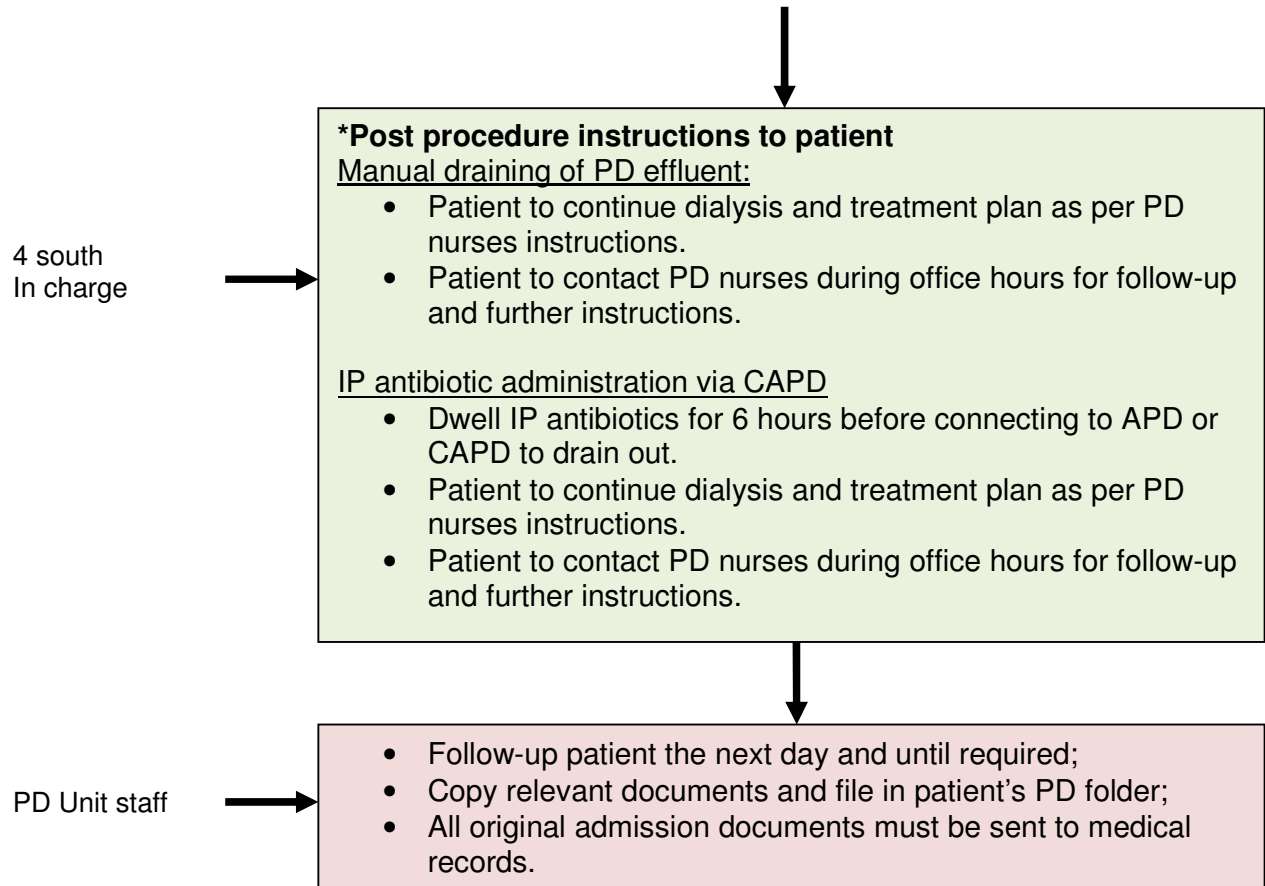 *Post procedure instructions to patient
Manual draining of PD effluent:
• Patient to continue dialysis and treatment plan as per PD
nurses instructions.
• Patient to contact PD nurses during office hours for follow-up
and further instructions.
4 south
In charge
IP antibiotic administration via CAPD
• Dwell IP antibiotics for 6 hours before connecting to APD or
CAPD to drain out.
• Patient to continue dialysis and treatment plan as per PD
nurses instructions.
• Patient to contact PD nurses during office hours for follow-up
and further instructions.
PD Unit staff
• Follow-up patient the next day and until required;
• Copy relevant documents and file in patient's PD folder;
• All original admission documents must be sent to medical
records.